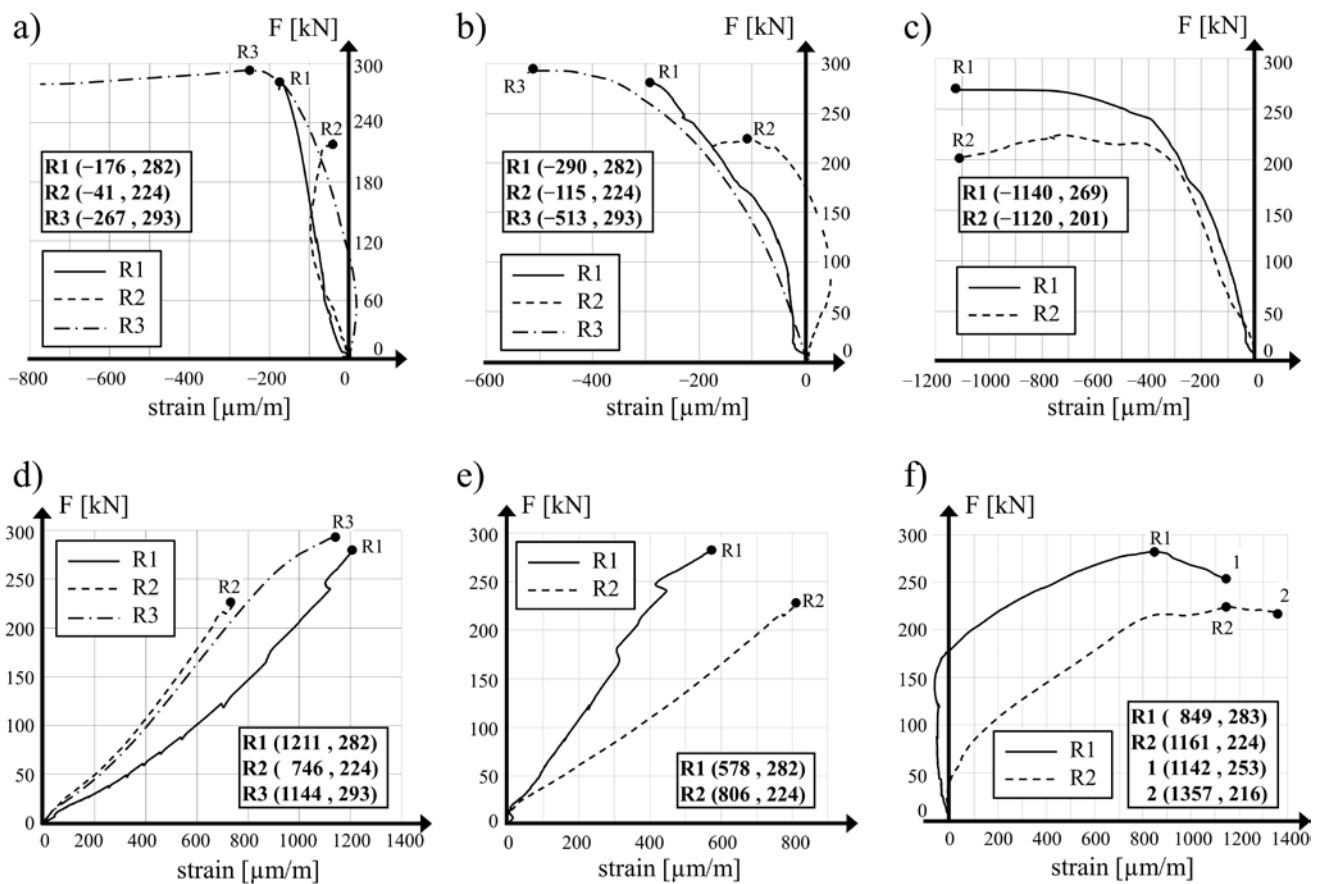 a)
F [kN]
R3
R1
R2
300
240
180
120
60
0
R1 (−176 , 282)
R2 (−41 , 224)
R3 (−267 , 293)
R1
R2
R3
−800 −600 −400 −200 0
strain [µm/m]
b)
F [kN]
R3
R1
R2
300
250
200
150
100
50
0
R1 (−290 , 282)
R2 (−115 , 224)
R3 (−513 , 293)
R1
R2
R3
−600 −400 −200 0
strain [µm/m]
c)
F [kN]
R1
R2
300
250
200
150
100
50
0
R1 (−1140 , 269)
R2 (−1120 , 201)
R1
R2
−1200 −1000 −800 −600 −400 −200 0
strain [µm/m]
d)
F [kN]
300
250
200
150
100
50
0
R1
R2
R3
R2
R3
R1
R1 (1211 , 282)
R2 ( 746 , 224)
R3 (1144 , 293)
0 200 400 600 800 1000 1200 1400
strain [µm/m]
e)
F [kN]
300
250
200
150
100
50
0
R1
R2
R1
R2
R1 (578 , 282)
R2 (806 , 224)
0 200 400 600 800
strain [µm/m]
f)
F [kN]
300
250
200
150
100
50
0
R1
1
R2
2
R1
R2
R1 ( 849 , 283)
R2 (1161 , 224)
1 (1142 , 253)
2 (1357 , 216)
0 200 400 600 800 1000 1200 1400
strain [µm/m]